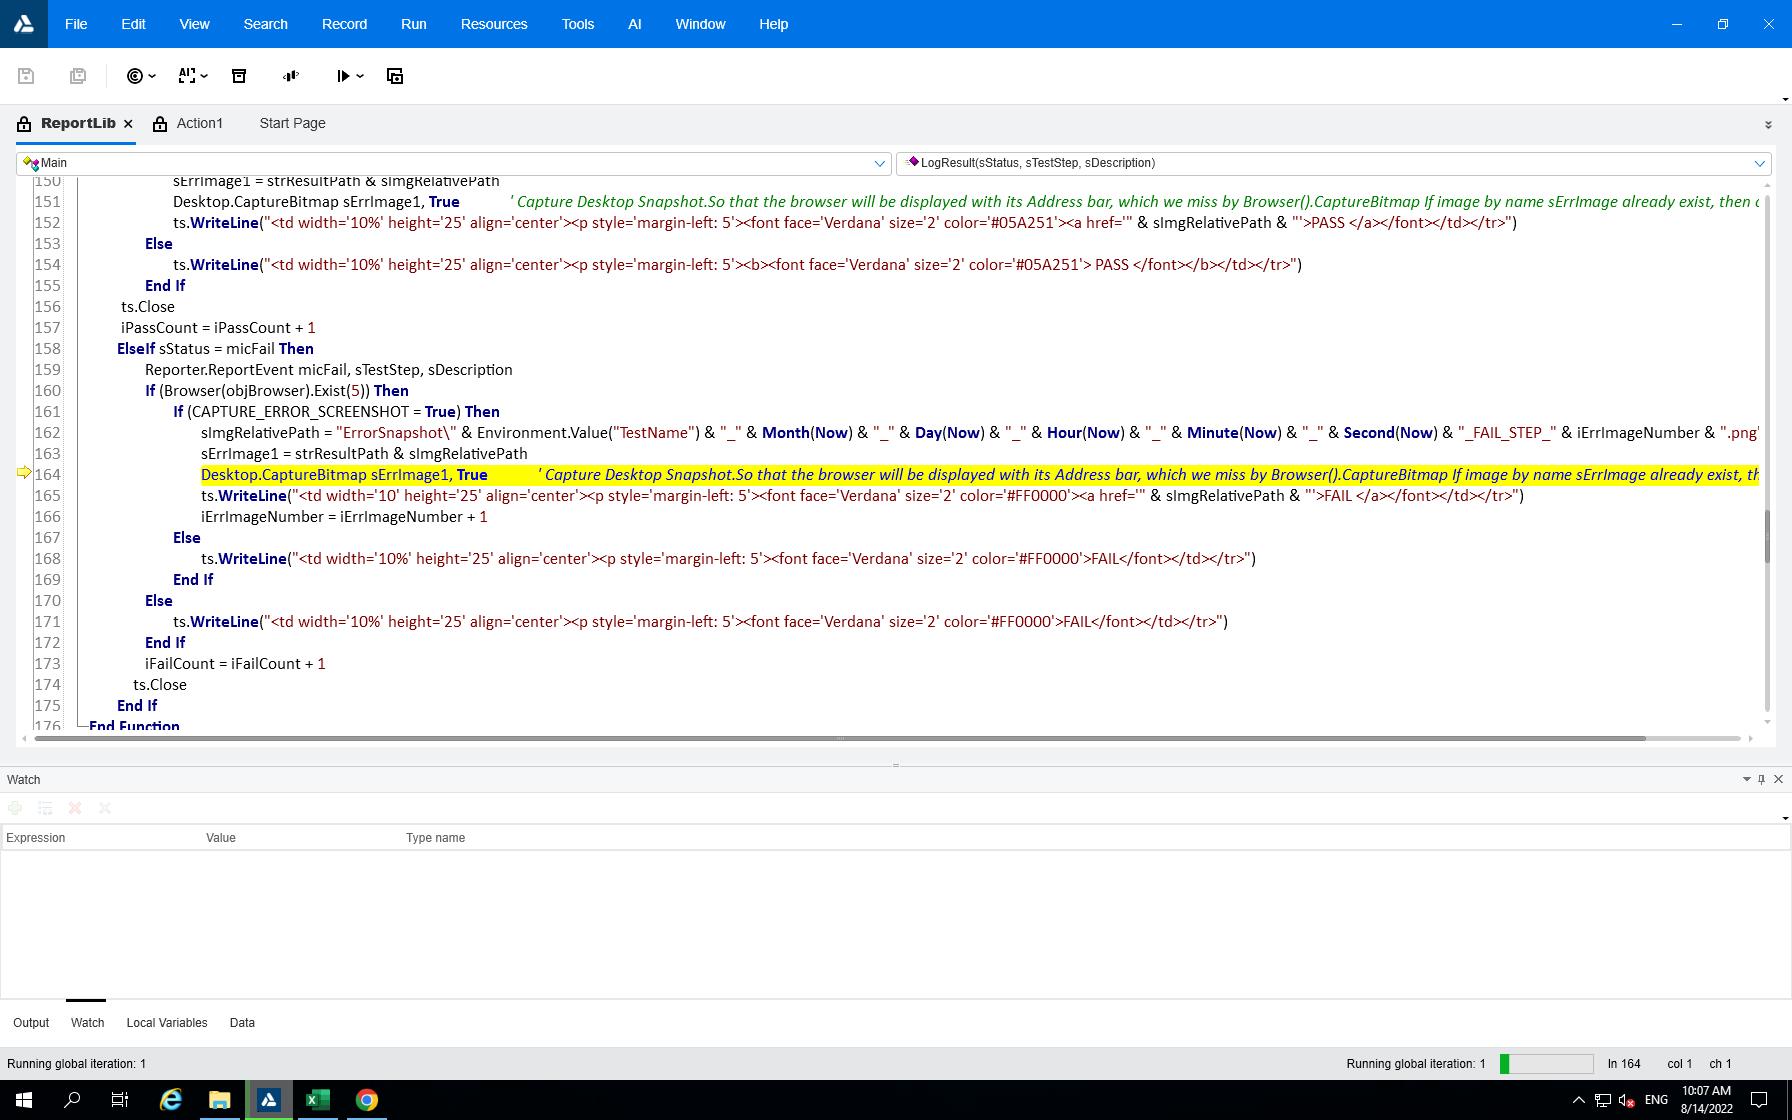 File Edit View Search Record Run Resources Tools AI Window Help
ReportLib Action1 Start Page
Main LogResult(sStatus, sTestStep, sDescription)
150 sErrImage1 = strResultPath & sImgRelativePath
151 Desktop.CaptureBitmap sErrImage1, True ' Capture Desktop Snapshot.So that the browser will be displayed with its Address bar, which we miss by Browser().CaptureBitmap If image by name sErrImage already exist, then
152 ts.WriteLine("<td width='10%' height='25' align='center'><p style='margin-left: 5'><font face='Verdana' size='2' color='#05A251'><a href='" & sImgRelativePath & "'>PASS </a></font></td></tr>")
153 Else
154 ts.WriteLine("<td width='10%' height='25' align='center'><p style='margin-left: 5'><b><font face='Verdana' size='2' color='#05A251'> PASS </font></b></td></tr>")
155 End If
156 ts.Close
157 iPassCount = iPassCount + 1
158 ElseIf sStatus = micFail Then
159 Reporter.ReportEvent micFail, sTestStep, sDescription
160 If (Browser(objBrowser).Exist(5)) Then
161 If (CAPTURE_ERROR_SCREENSHOT = True) Then
162 sImgRelativePath = "ErrorSnapshot\" & Environment.Value("TestName") & "_" & Month(Now) & "_" & Day(Now) & "_" & Hour(Now) & "_" & Minute(Now) & "_" & Second(Now) & "_FAIL_STEP_" & iErrImageNumber & ".png"
163 sErrImage1 = strResultPath & sImgRelativePath
164 Desktop.CaptureBitmap sErrImage1, True ' Capture Desktop Snapshot.So that the browser will be displayed with its Address bar, which we miss by Browser().CaptureBitmap If image by name sErrImage already exist,
165 ts.WriteLine("<td width='10' height='25' align='center'><p style='margin-left: 5'><font face='Verdana' size='2' color='#FF0000'><a href='" & sImgRelativePath & "'>FAIL </a></font></td></tr>")
166 iErrImageNumber = iErrImageNumber + 1
167 Else
168 ts.WriteLine("<td width='10%' height='25' align='center'><p style='margin-left: 5'><font face='Verdana' size='2' color='#FF0000'>FAIL</font></td></tr>")
169 End If
170 Else
171 ts.WriteLine("<td width='10%' height='25' align='center'><p style='margin-left: 5'><font face='Verdana' size='2' color='#FF0000'>FAIL</font></td></tr>")
172 End If
173 iFailCount = iFailCount + 1
174 ts.Close
175 End If
176 End Function
Watch
Expression Value Type name
Output Watch Local Variables Data
Running global iteration: 1 Running global iteration: 1 ln 164 col 1 ch 1
ENG 10:07 AM
8/14/2022